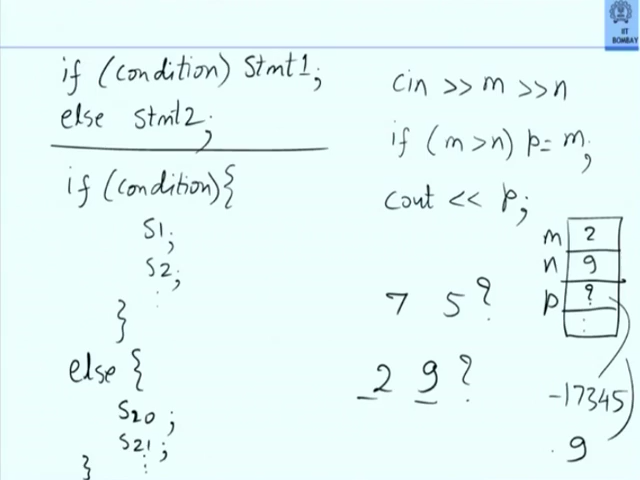 IIT
BOMBAY
if (condition) Stmt1;
else Stmt2;
if (condition){
S1;
S2;
:
}
else {
S20;
S21;
:
}
cin >> m >>n
if (m>n) p=m;
cout << p;
7 5?
2 9 ?
m 2
n 9
p ?
:
-17345
9